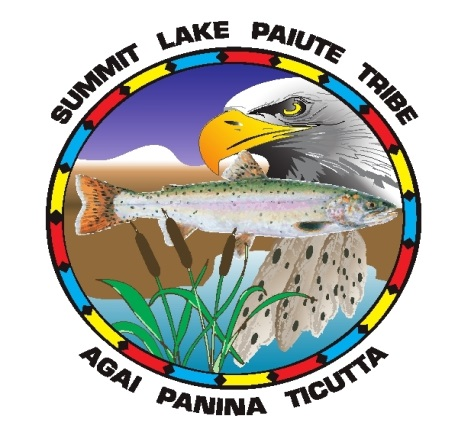 SUMMIT LAKE PAIUTE TRIBE
AGAI PANINA TICUTTA